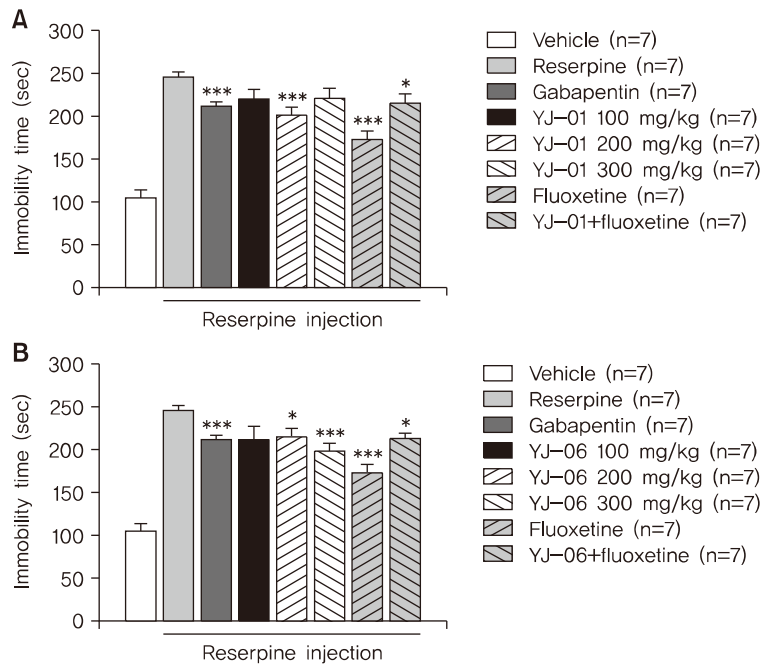 A
Immobility time (sec)
300
250
200
150
100
50
0
***
***
***
*
Reserpine injection
Vehicle (n=7)
Reserpine (n=7)
Gabapentin (n=7)
YJ-01 100 mg/kg (n=7)
YJ-01 200 mg/kg (n=7)
YJ-01 300 mg/kg (n=7)
Fluoxetine (n=7)
YJ-01+fluoxetine (n=7)
B
Immobility time (sec)
300
250
200
150
100
50
0
***
*
***
***
*
Reserpine injection
Vehicle (n=7)
Reserpine (n=7)
Gabapentin (n=7)
YJ-06 100 mg/kg (n=7)
YJ-06 200 mg/kg (n=7)
YJ-06 300 mg/kg (n=7)
Fluoxetine (n=7)
YJ-06+fluoxetine (n=7)